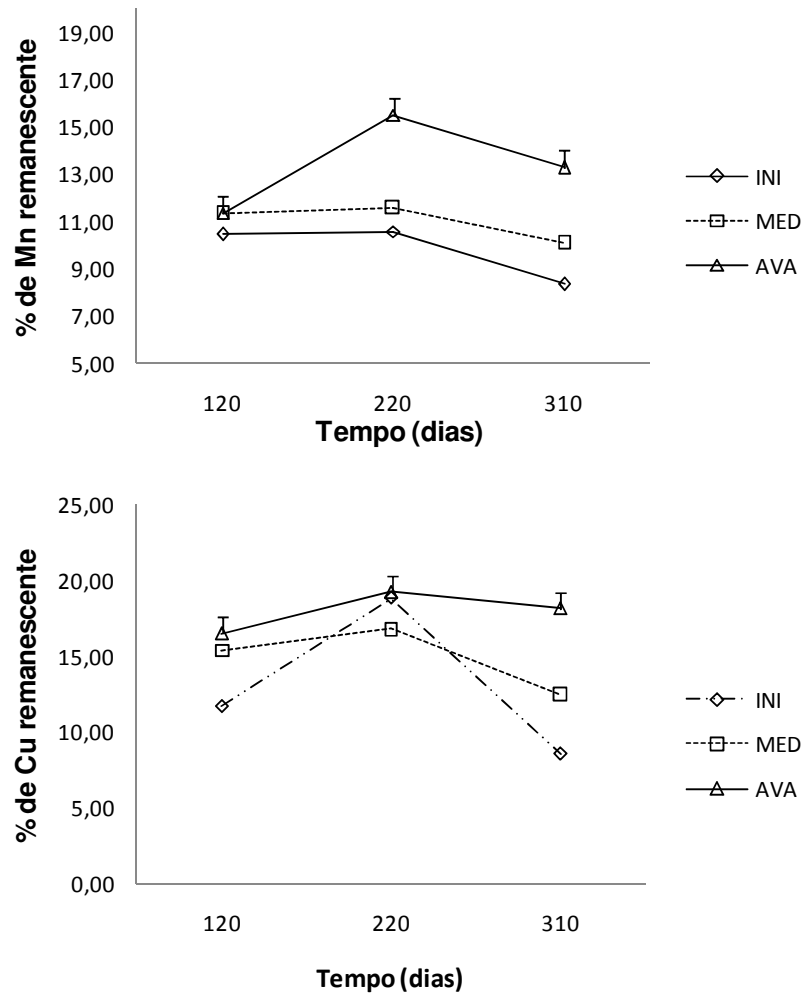 % de Mn remanescente
19,00
17,00
15,00
13,00
11,00
9,00
7,00
5,00
120 220 310
Tempo (dias)
INI
MED
AVA
% de Cu remanescente
25,00
20,00
15,00
10,00
5,00
0,00
120 220 310
Tempo (dias)
INI
MED
AVA